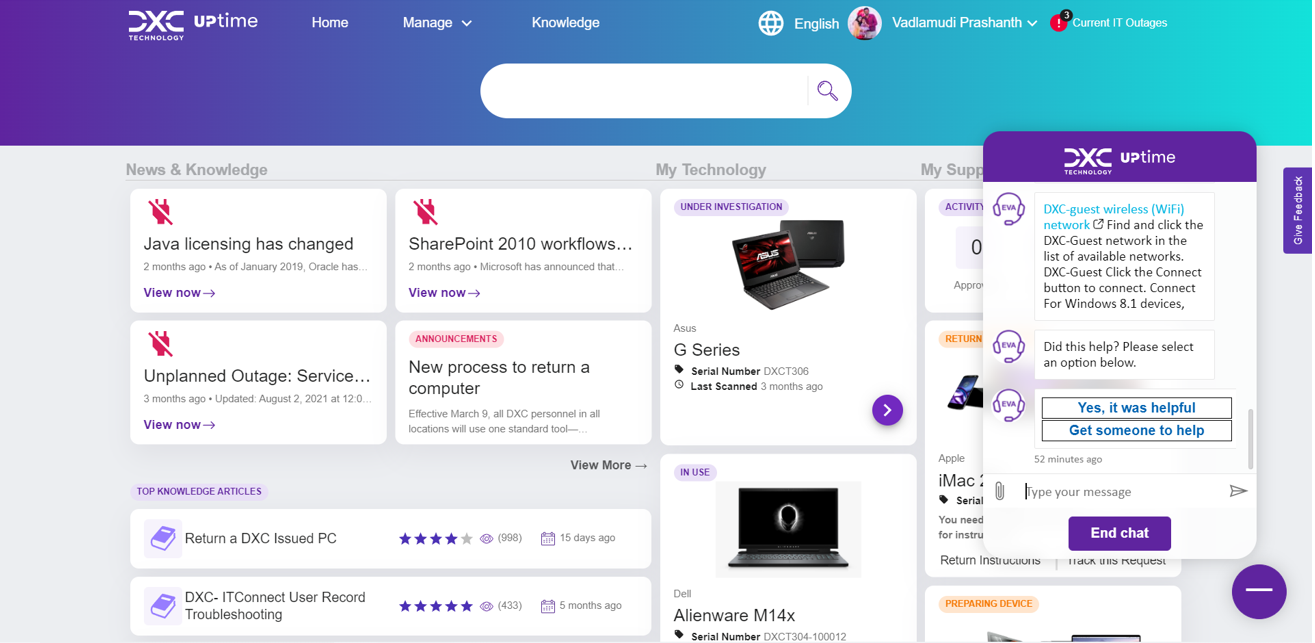 DXC TECHNOLOGY UPtime
Home
Manage
Knowledge
English
Vadlamudi Prashanth
3
Current IT Outages
News & Knowledge
Java licensing has changed
2 months ago • As of January 2019, Oracle has...
View now
SharePoint 2010 workflows...
2 months ago • Microsoft has announced that...
View now
Unplanned Outage: Service...
3 months ago • Updated: August 2, 2021 at 12:0...
View now
ANNOUNCEMENTS
New process to return a
computer
Effective March 9, all DXC personnel in all
locations will use one standard tool—...
View More →
TOP KNOWLEDGE ARTICLES
Return a DXC Issued PC
(998)
15 days ago
DXC- ITConnect User Record
Troubleshooting
(433)
5 months ago
My Technology
UNDER INVESTIGATION
ASUS
Asus
G Series
Serial Number DXCT306
Last Scanned 3 months ago
IN USE
Dell
Alienware M14x
Serial Number DXCT304-100012
My Supp
ACTIVITY
0
Approv
RETURN
Apple
iMac 2
Serial
You need
for instru
Return Instructions
Track this Request
PREPARING DEVICE
DXC TECHNOLOGY UPtime
EVA
DXC-guest wireless (WiFi)
network Find and click the
DXC-Guest network in the
list of available networks.
DXC-Guest Click the Connect
button to connect. Connect
For Windows 8.1 devices,
EVA
Did this help? Please select
an option below.
EVA
Yes, it was helpful
Get someone to help
52 minutes ago
Type your message
End chat
Give Feedback